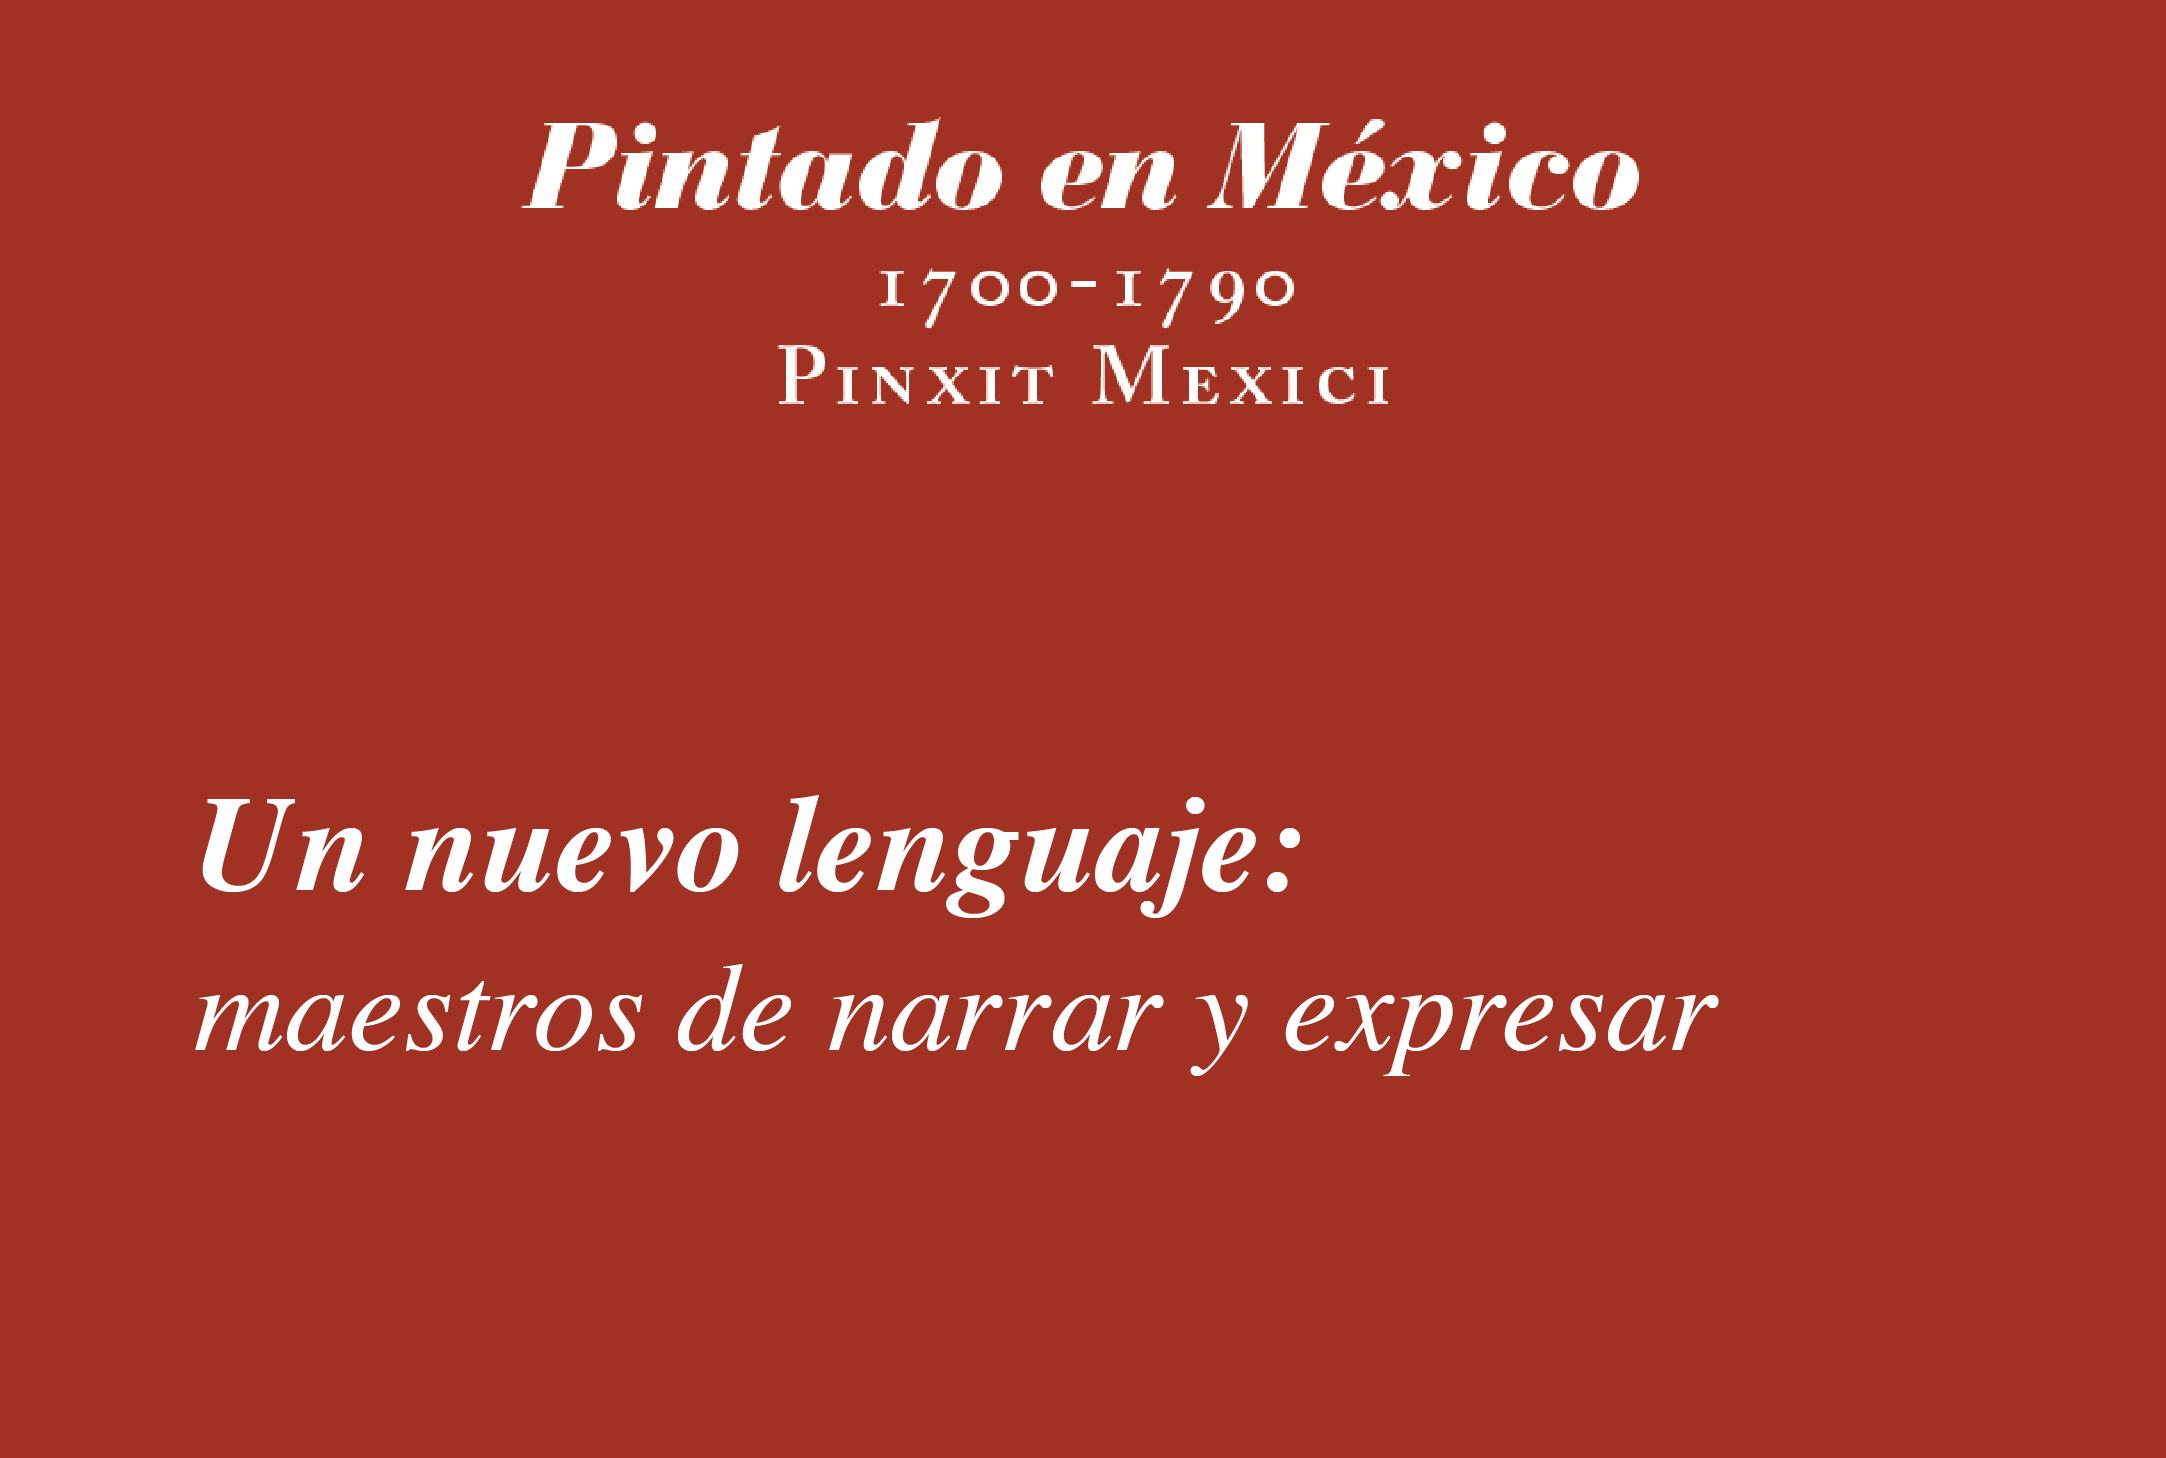 Pintado en México
1700-1790
Pinxit Mexici
Un nuevo lenguaje:
maestros de narrar y expresar